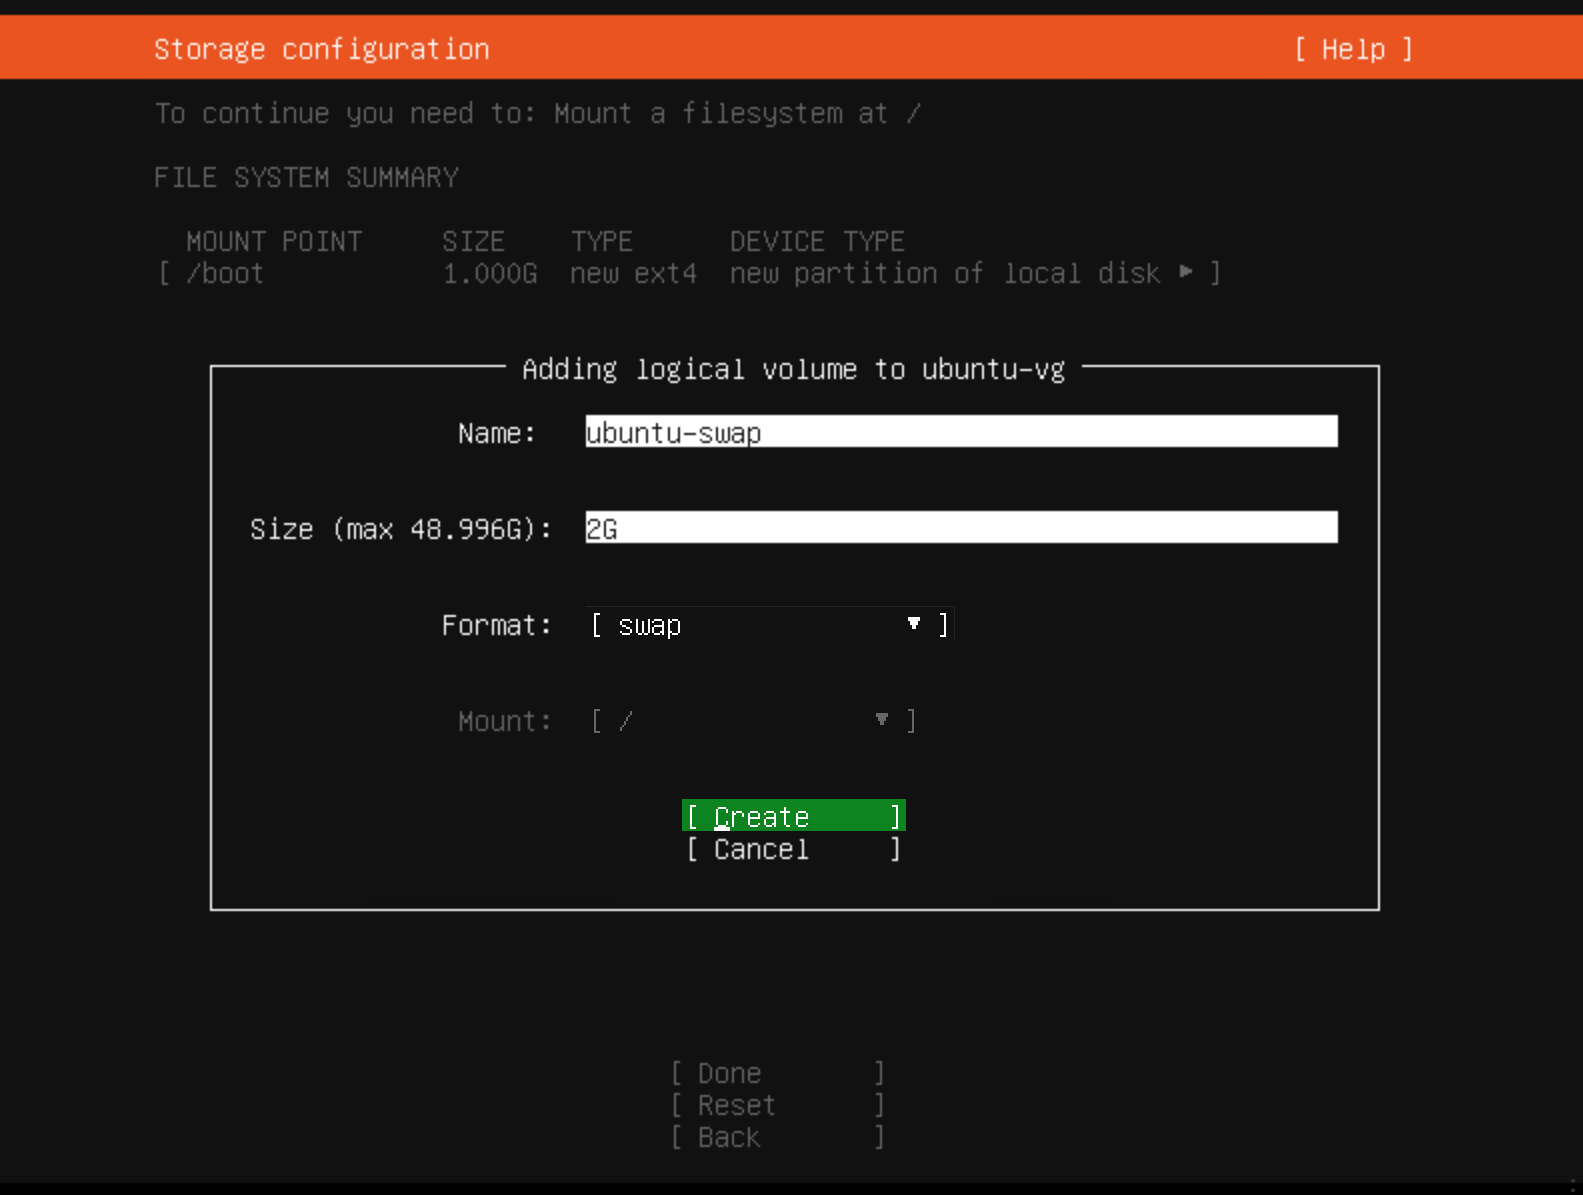 Storage configuration [ Help ]
To continue you need to: Mount a filesystem at /
FILE SYSTEM SUMMARY
MOUNT POINT SIZE TYPE DEVICE TYPE
[ /boot 1.000G new ext4 new partition of local disk ▸ ]
Adding logical volume to ubuntu-vg
Name: ubuntu-swap
Size (max 48.996G): 2G
Format: [ swap ▾ ]
Mount: [ / ▾ ]
[ Create ]
[ Cancel ]
[ Done ]
[ Reset ]
[ Back ]